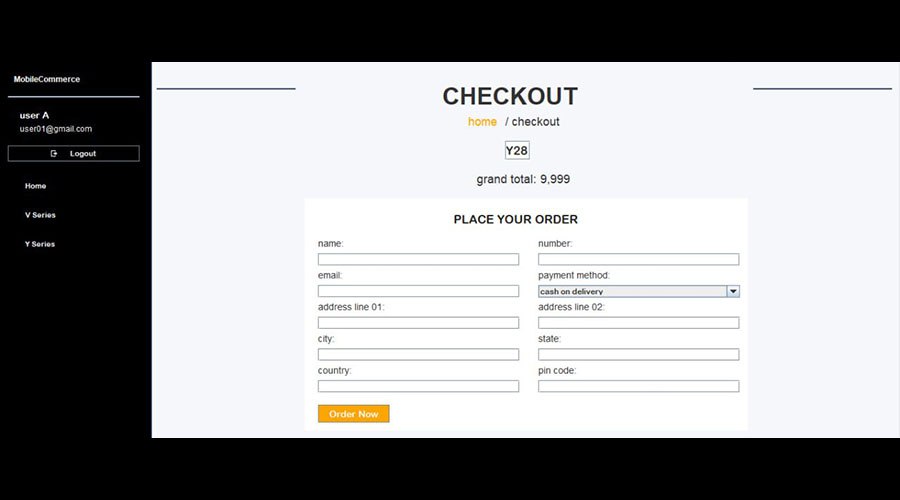 MobileCommerce
user A
user01@gmail.com
Logout
Home
V Series
Y Series
CHECKOUT
home / checkout
Y28
grand total: 9,999
PLACE YOUR ORDER
name: number:
email: payment method:
cash on delivery
address line 01: address line 02:
city: state:
country: pin code:
Order Now